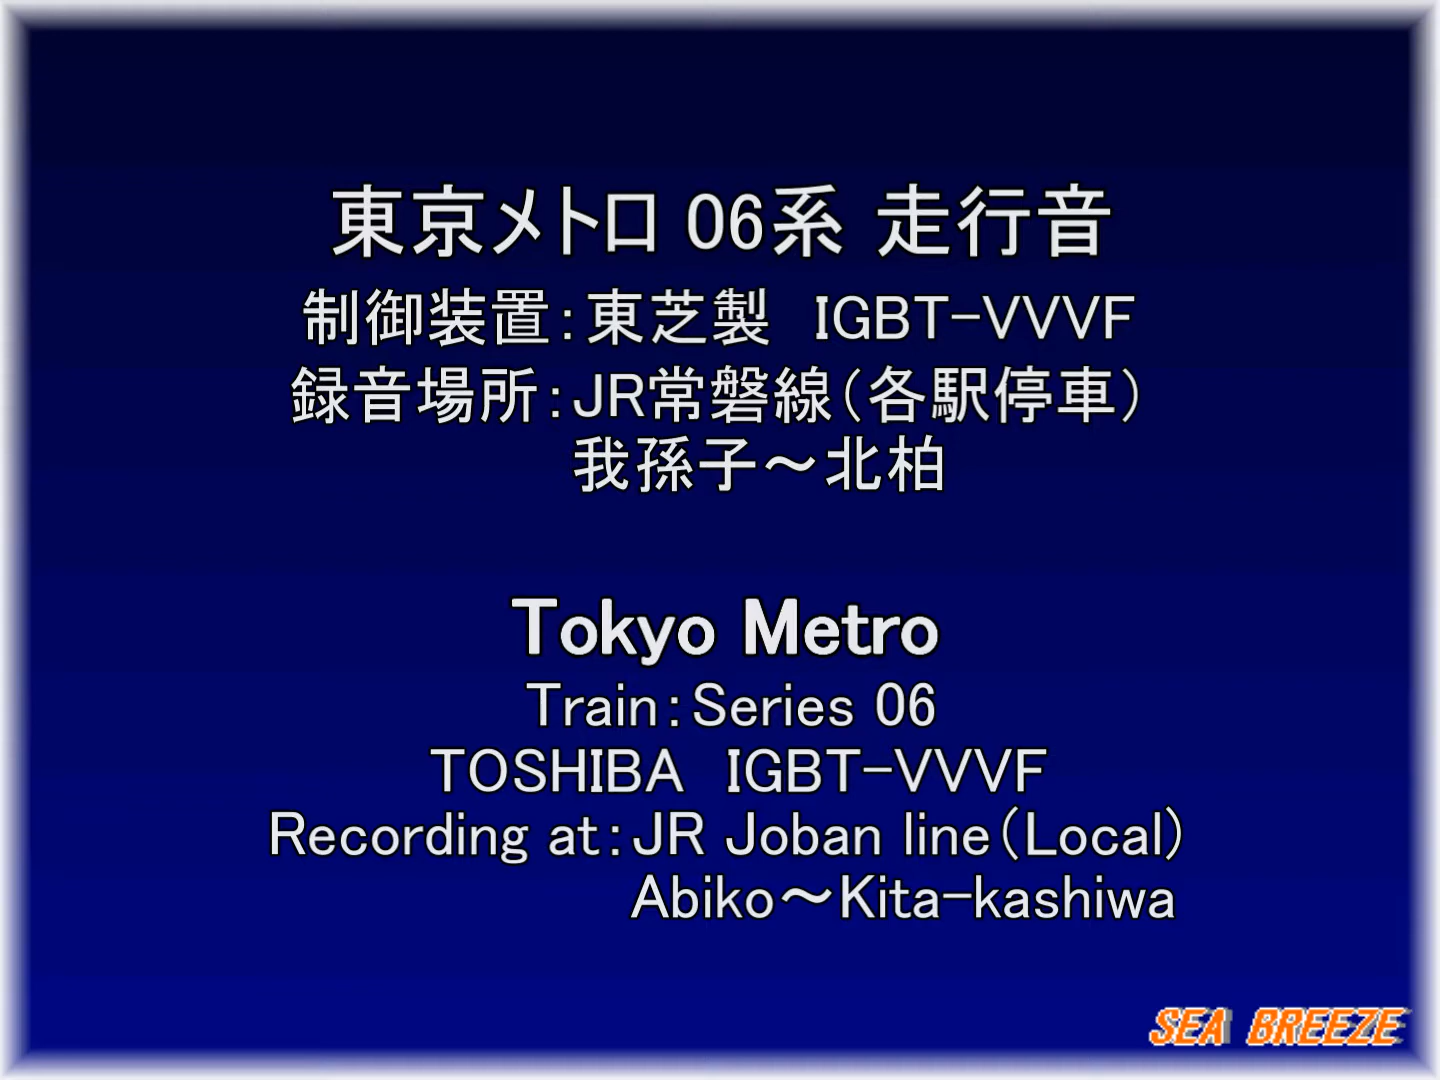 東京メトロ 06系 走行音
制御装置：東芝製　IGBT-VVVF
録音場所：JR常磐線（各駅停車）
我孫子～北柏
Tokyo Metro
Train：Series 06
TOSHIBA　IGBT-VVVF
Recording at：JR Joban line（Local）
Abiko～Kita-kashiwa
SEA BREEZE